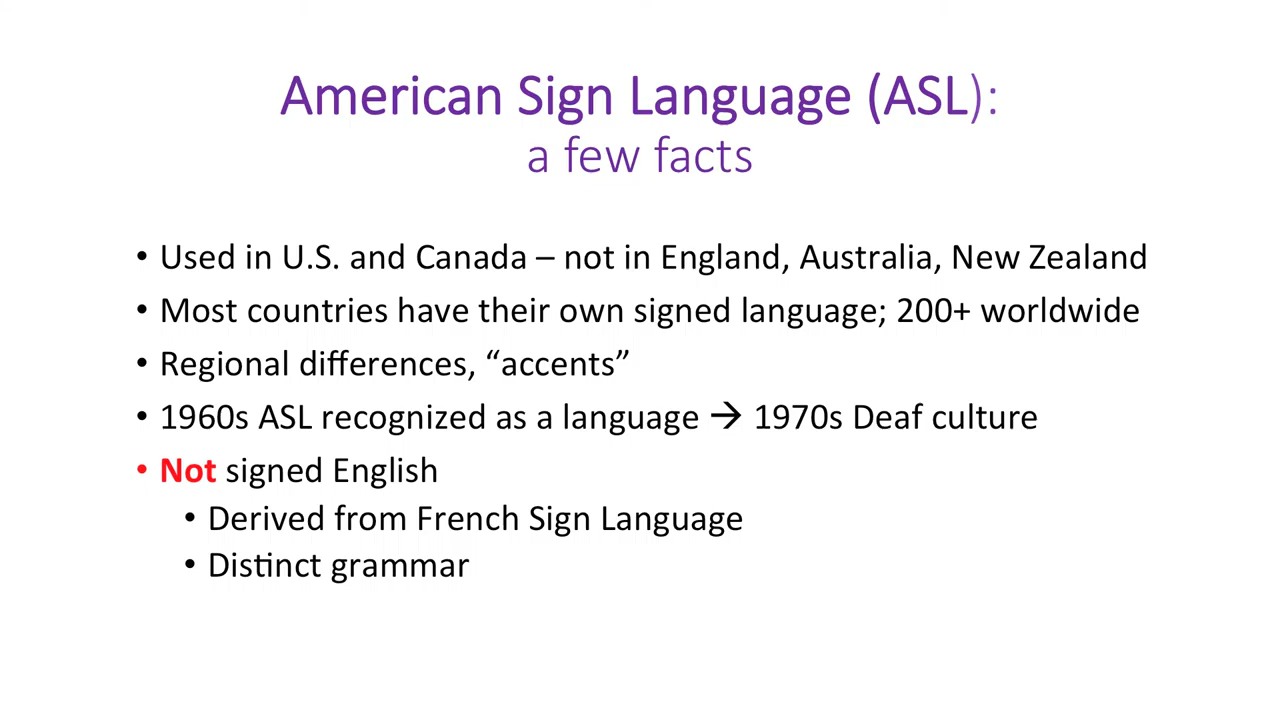 American Sign Language (ASL):
a few facts
• Used in U.S. and Canada – not in England, Australia, New Zealand
• Most countries have their own signed language; 200+ worldwide
• Regional differences, “accents”
• 1960s ASL recognized as a language → 1970s Deaf culture
• Not signed English
• Derived from French Sign Language
• Distinct grammar